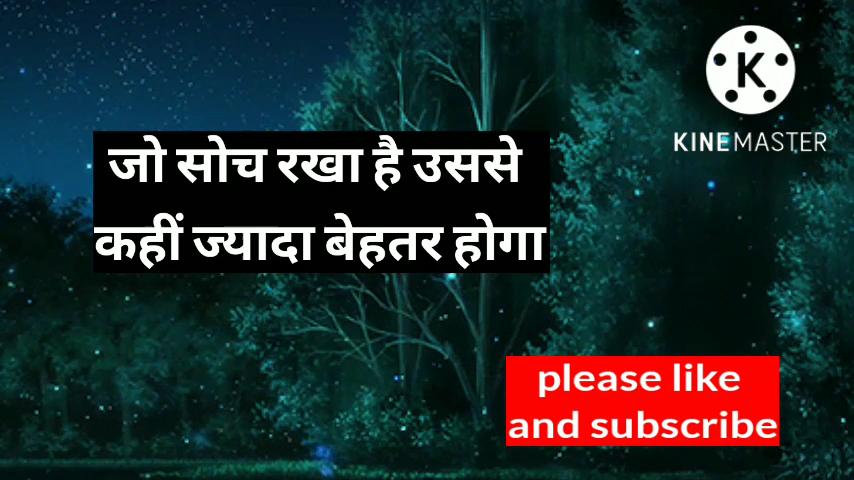 K
KINEMASTER
जो सोच रखा है उससे
कहीं ज्यादा बेहतर होगा
please like
and subscribe